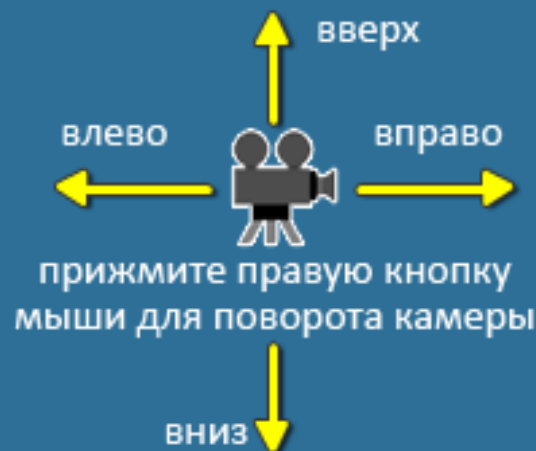 вверх
влево
вправо
прижмите правую кнопку
мыши для поворота камеры
вниз